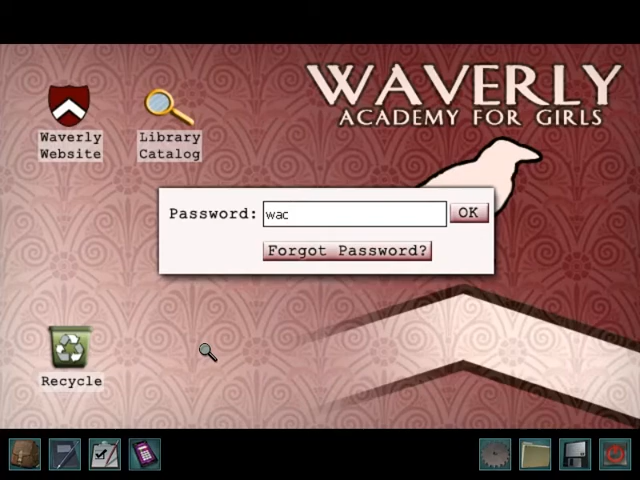 WAVERLY
ACADEMY FOR GIRLS
Waverly
Website
Library
Catalog
Password:
wac
OK
Forgot Password?
Recycle